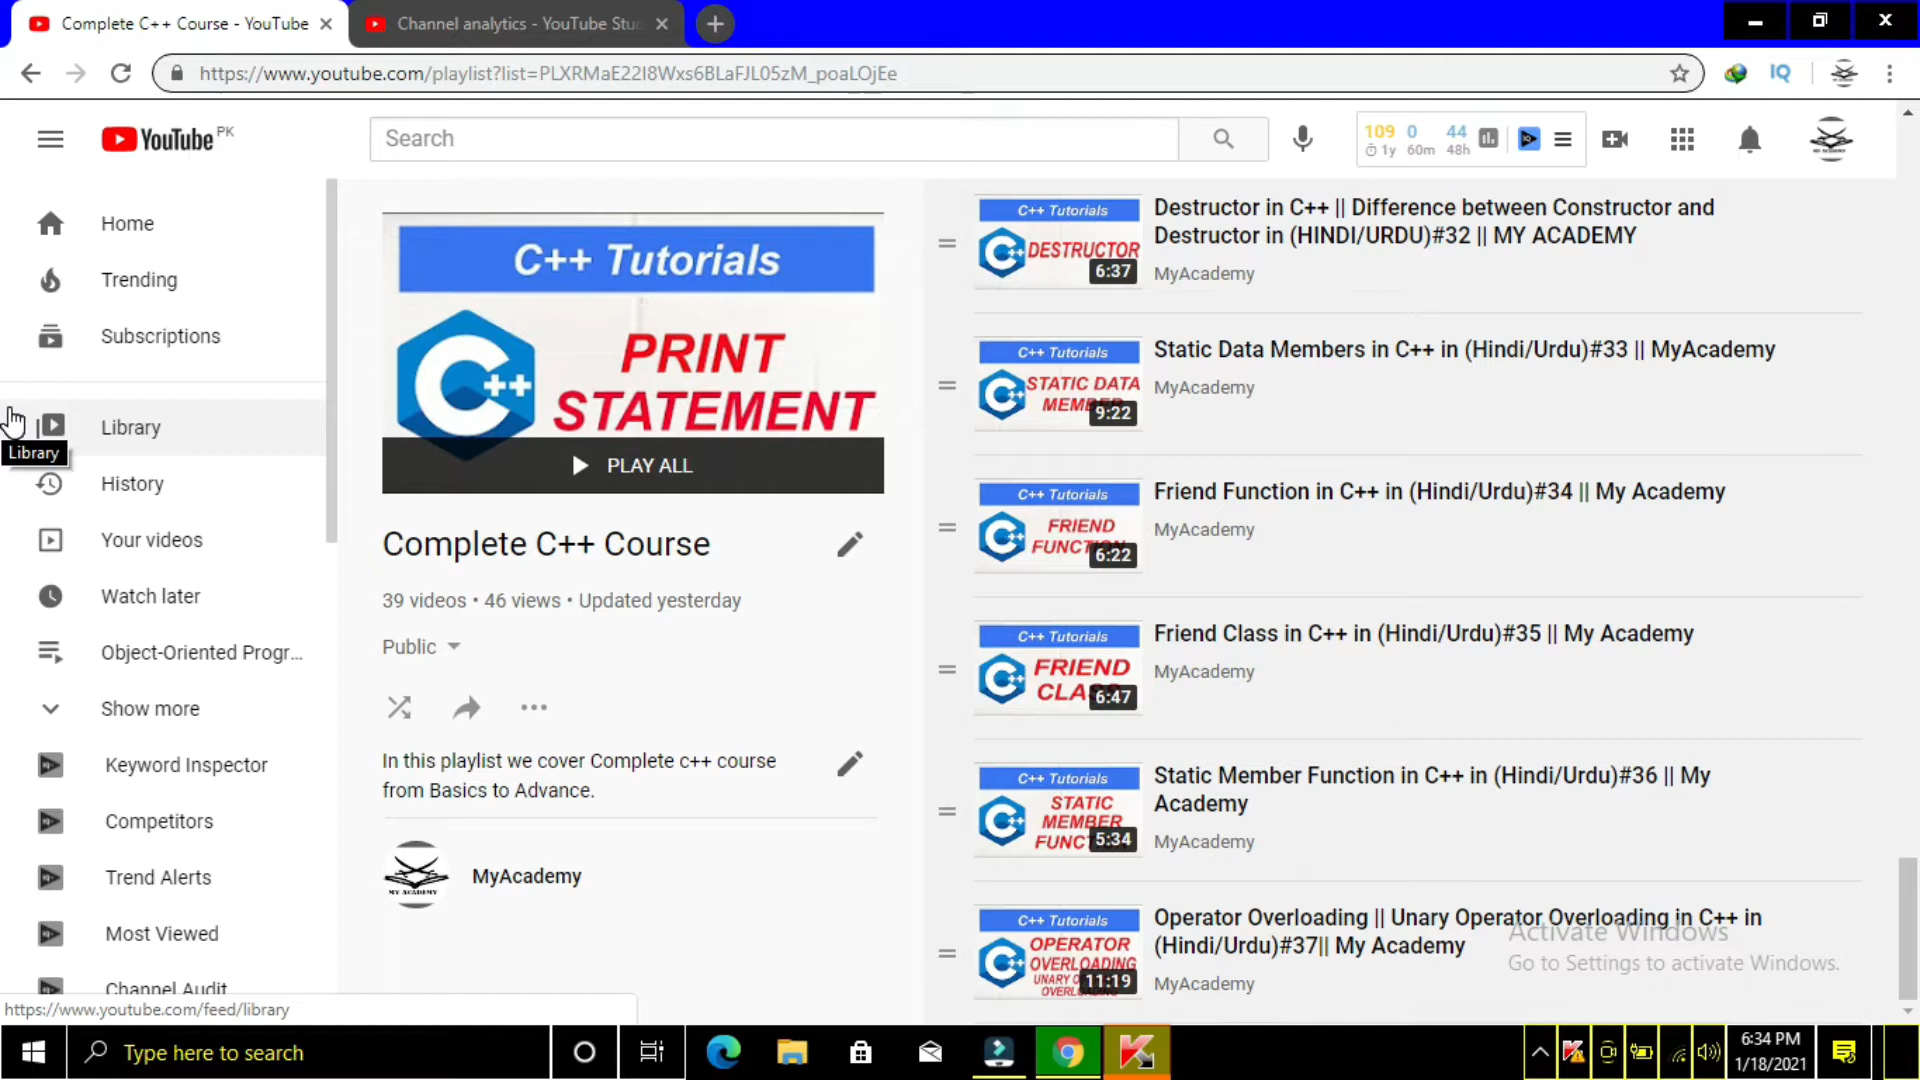 Complete C++ Course - YouTube
Channel analytics - YouTube Stu
https://www.youtube.com/playlist?list=PLXRMaE22I8Wxs6BLaFJL05zM_poaLOjEe
IQ
YouTube PK
Search
109 0 44
1y 60m 48h
Home
Trending
Subscriptions
Library
Library
History
Your videos
Watch later
Object-Oriented Progr...
Show more
Keyword Inspector
Competitors
Trend Alerts
Most Viewed
Channel Audit
https://www.youtube.com/feed/library
C++ Tutorials
C++
PRINT
STATEMENT
PLAY ALL
Complete C++ Course
39 videos • 46 views • Updated yesterday
Public
In this playlist we cover Complete c++ course
from Basics to Advance.
MY ACADEMY
MyAcademy
C++ Tutorials
DESTRUCTOR
6:37
Destructor in C++ || Difference between Constructor and
Destructor in (HINDI/URDU)#32 || MY ACADEMY
MyAcademy
C++ Tutorials
STATIC DATA
MEMBER
9:22
Static Data Members in C++ in (Hindi/Urdu)#33 || MyAcademy
MyAcademy
C++ Tutorials
FRIEND
FUNCTION
6:22
Friend Function in C++ in (Hindi/Urdu)#34 || My Academy
MyAcademy
C++ Tutorials
FRIEND
CLASS
6:47
Friend Class in C++ in (Hindi/Urdu)#35 || My Academy
MyAcademy
C++ Tutorials
STATIC
MEMBER
FUNCT
5:34
Static Member Function in C++ in (Hindi/Urdu)#36 || My
Academy
MyAcademy
C++ Tutorials
OPERATOR
OVERLOADING
UNARY O
OVERLOADING
11:19
Operator Overloading || Unary Operator Overloading in C++ in
(Hindi/Urdu)#37|| My Academy
MyAcademy
Activate Windows
Go to Settings to activate Windows.
Type here to search
6:34 PM
1/18/2021